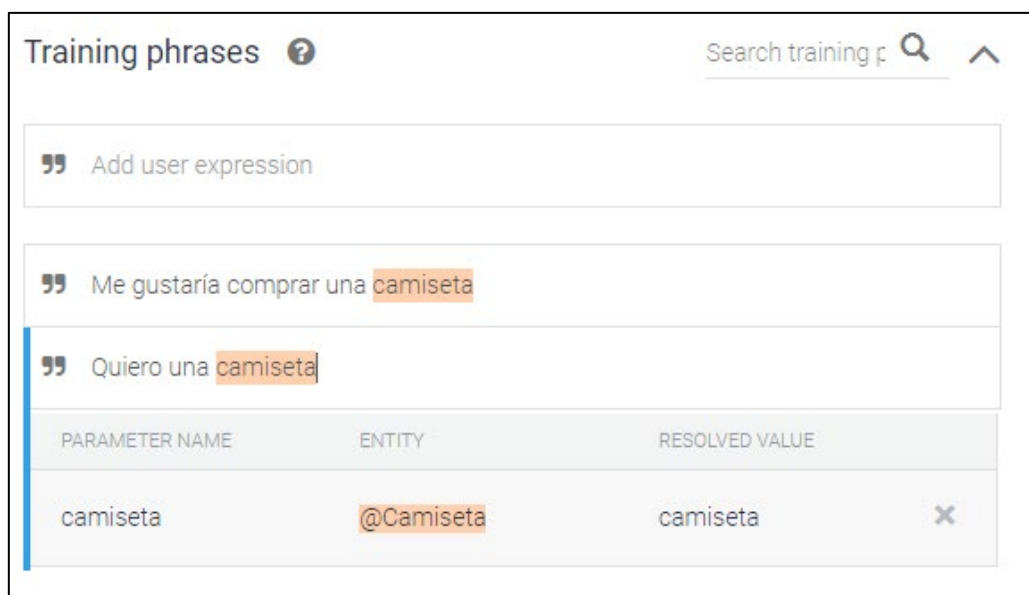 Training phrases ?
Search training p
Add user expression
Me gustaría comprar una camiseta
Quiero una camiseta
PARAMETER NAME ENTITY RESOLVED VALUE
camiseta @Camiseta camiseta